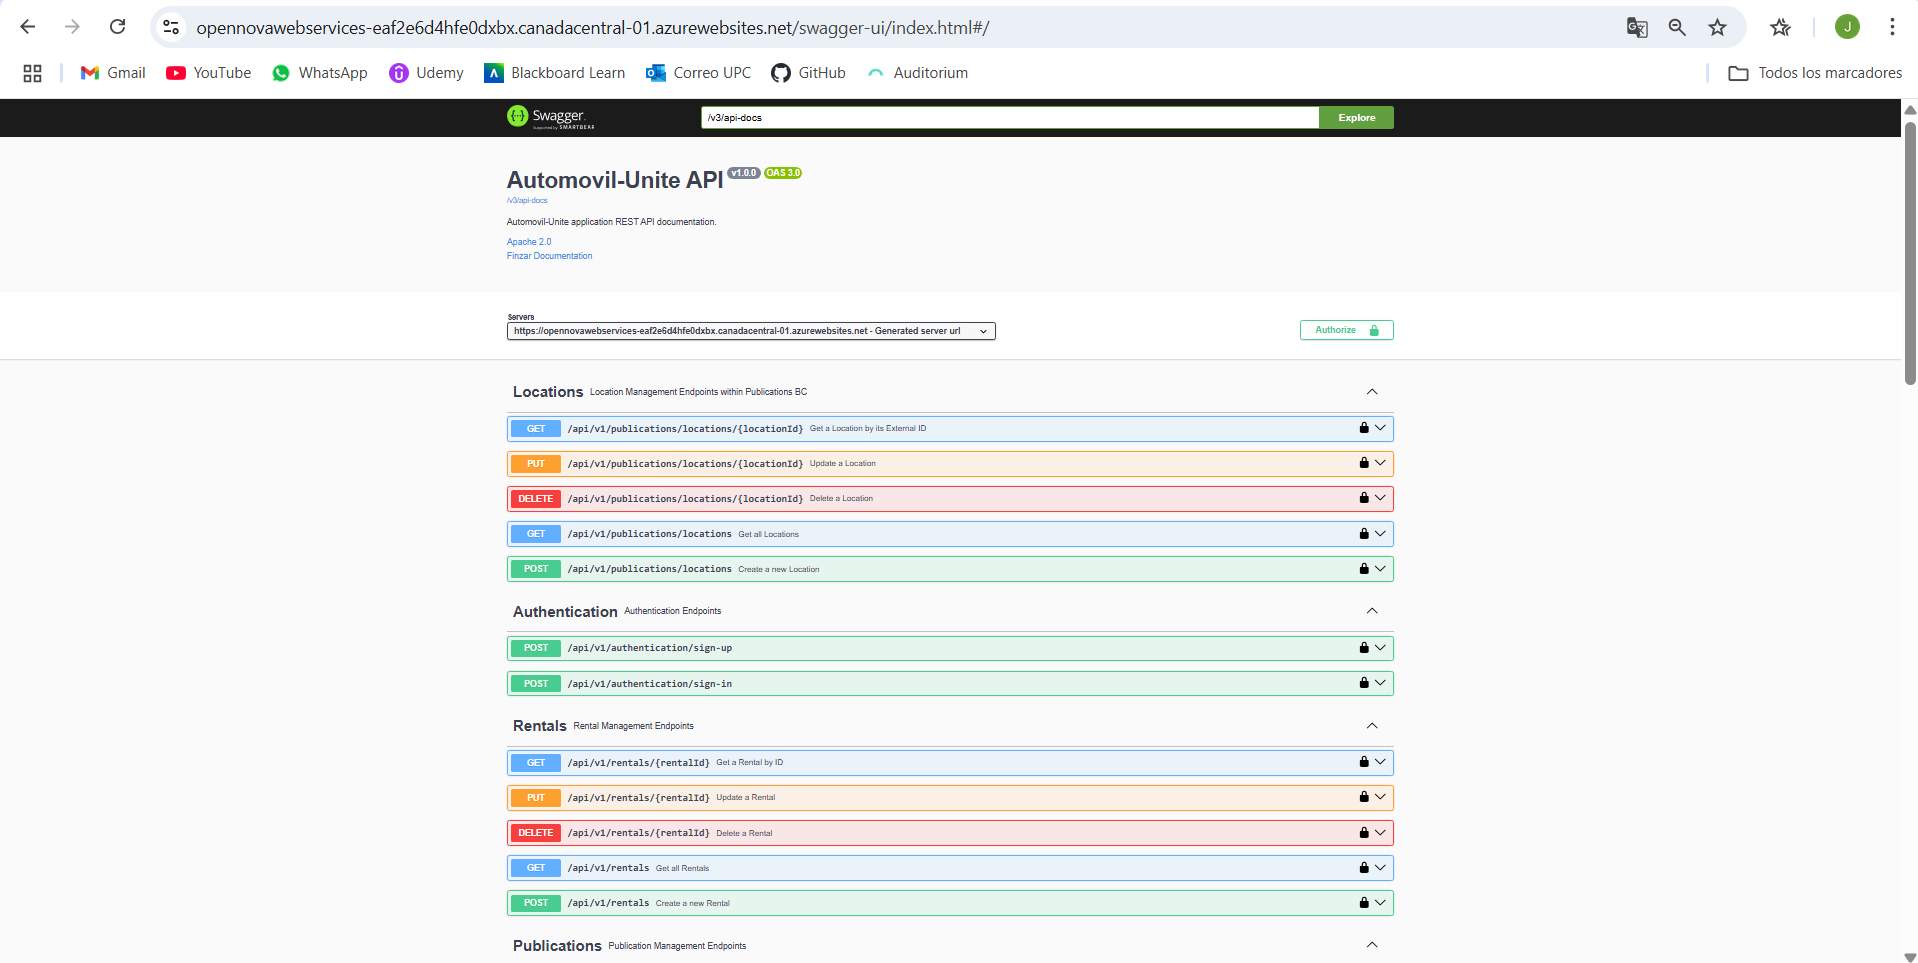 opennovawebservices-eaf2e6d4hfe0dxbx.canadacentral-01.azurewebsites.net/swagger-ui/index.html#/
J
Gmail YouTube WhatsApp Udemy Blackboard Learn Correo UPC GitHub Auditorium Todos los marcadores
Swagger.
Supported by SMARTBEAR
/v3/api-docs
Explore
Automovil-Unite API v1.0.0 OAS 3.0
/v3/api-docs
Automovil-Unite application REST API documentation.
Apache 2.0
Finzar Documentation
Servers
https://opennovawebservices-eaf2e6d4hfe0dxbx.canadacentral-01.azurewebsites.net - Generated server url
Authorize
Locations Location Management Endpoints within Publications BC
GET /api/v1/publications/locations/{locationId} Get a Location by its External ID
PUT /api/v1/publications/locations/{locationId} Update a Location
DELETE /api/v1/publications/locations/{locationId} Delete a Location
GET /api/v1/publications/locations Get all Locations
POST /api/v1/publications/locations Create a new Location
Authentication Authentication Endpoints
POST /api/v1/authentication/sign-up
POST /api/v1/authentication/sign-in
Rentals Rental Management Endpoints
GET /api/v1/rentals/{rentalId} Get a Rental by ID
PUT /api/v1/rentals/{rentalId} Update a Rental
DELETE /api/v1/rentals/{rentalId} Delete a Rental
GET /api/v1/rentals Get all Rentals
POST /api/v1/rentals Create a new Rental
Publications Publication Management Endpoints